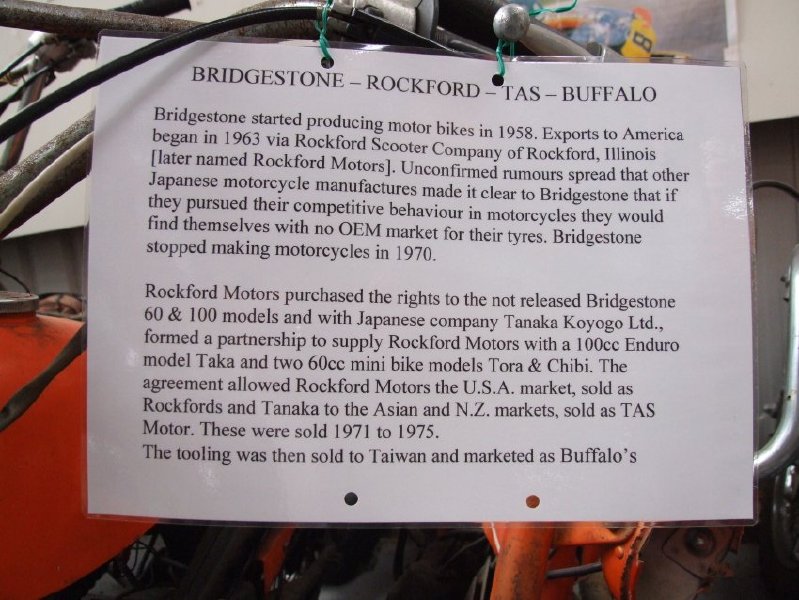 BRIDGESTONE – ROCKFORD – TAS – BUFFALO
Bridgestone started producing motor bikes in 1958. Exports to America
began in 1963 via Rockford Scooter Company of Rockford, Illinois
[later named Rockford Motors]. Unconfirmed rumours spread that other
Japanese motorcycle manufactures made it clear to Bridgestone that if
they pursued their competitive behaviour in motorcycles they would
find themselves with no OEM market for their tyres. Bridgestone
stopped making motorcycles in 1970.
Rockford Motors purchased the rights to the not released Bridgestone
60 & 100 models and with Japanese company Tanaka Koyogo Ltd.,
formed a partnership to supply Rockford Motors with a 100cc Enduro
model Taka and two 60cc mini bike models Tora & Chibi. The
agreement allowed Rockford Motors the U.S.A. market, sold as
Rockfords and Tanaka to the Asian and N.Z. markets, sold as TAS
Motor. These were sold 1971 to 1975.
The tooling was then sold to Taiwan and marketed as Buffalo's
8